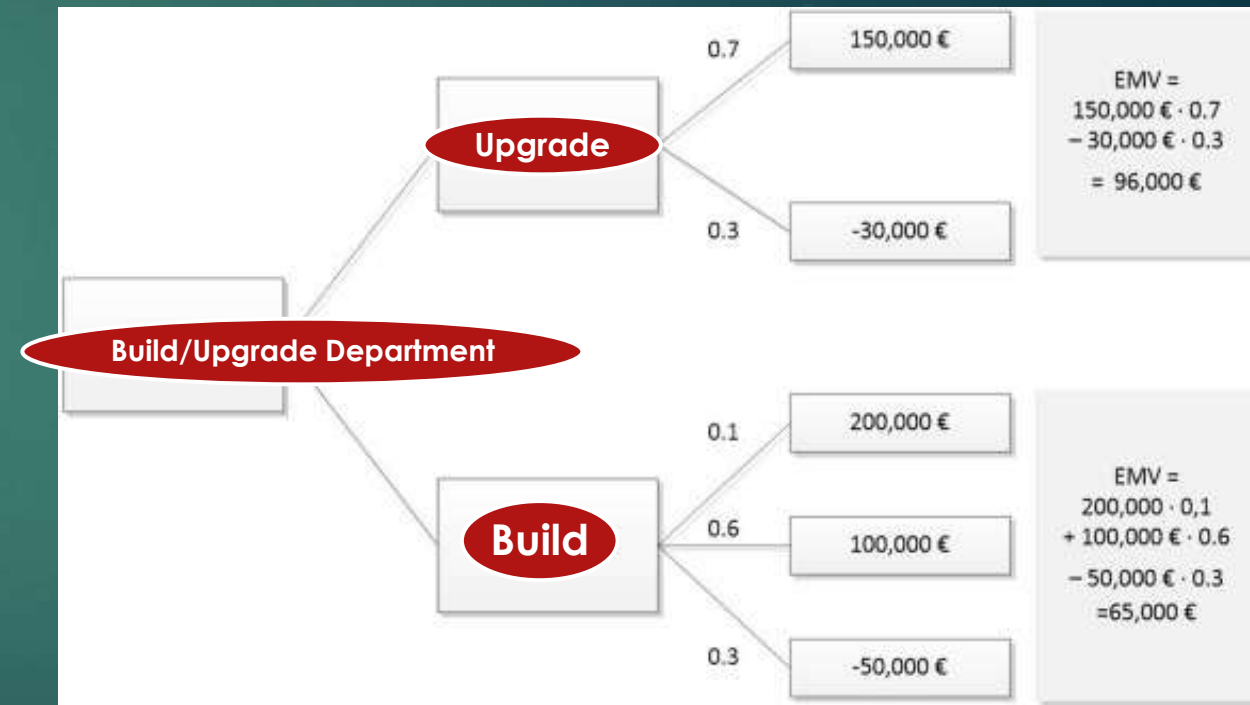 0.7
150,000 €
EMV =
150,000 € · 0.7
– 30,000 € · 0.3
= 96,000 €
Upgrade
0.3
-30,000 €
Build/Upgrade Department
0.1
200,000 €
EMV =
200,000 · 0,1
+ 100,000 € · 0.6
– 50,000 € · 0.3
=65,000 €
Build
0.6
100,000 €
0.3
-50,000 €